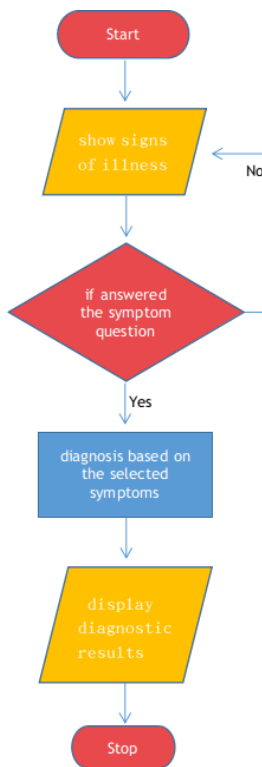 Start
show signs
of illness
No
if answered
the symptom
question
Yes
diagnosis based on
the selected
symptoms
display
diagnostic
results
Stop